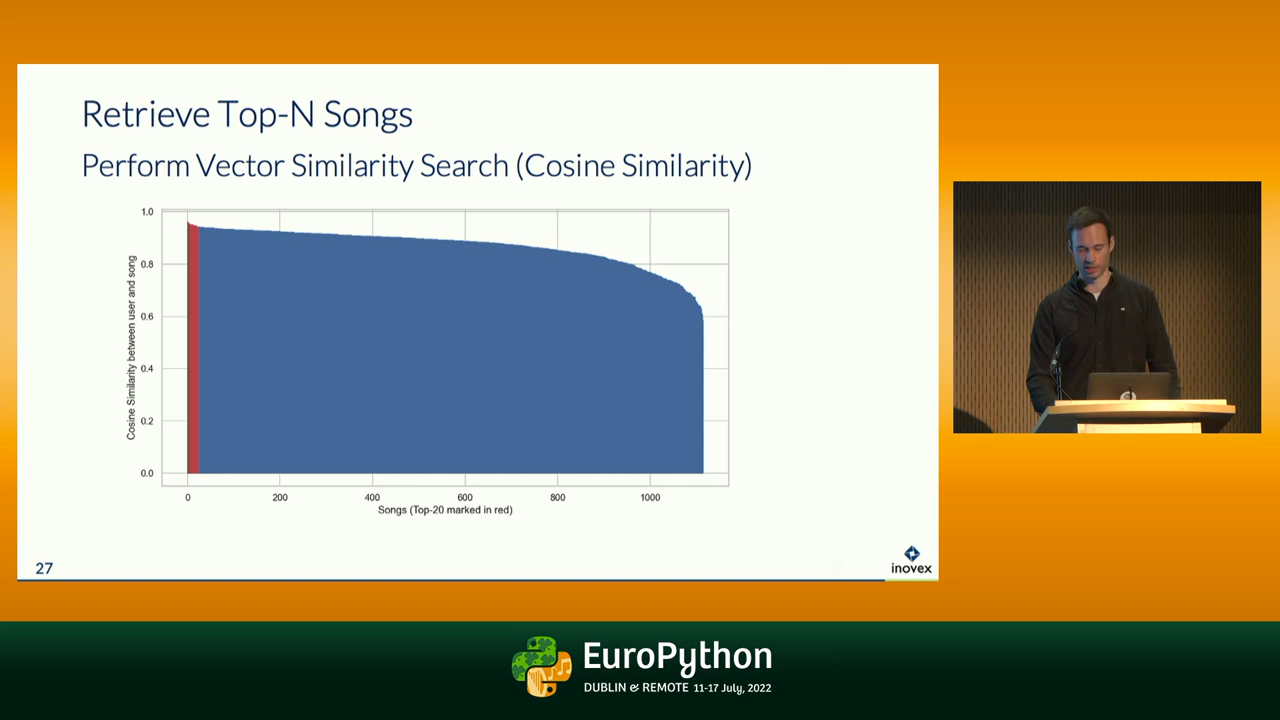 Retrieve Top-N Songs
Perform Vector Similarity Search (Cosine Similarity)
Cosine Similarity between user and song
1.0
0.8
0.6
0.4
0.2
0.0
0
200
400
600
800
1000
Songs (Top-20 marked in red)
27
inovex
EuroPython
DUBLIN & REMOTE 11-17 July, 2022